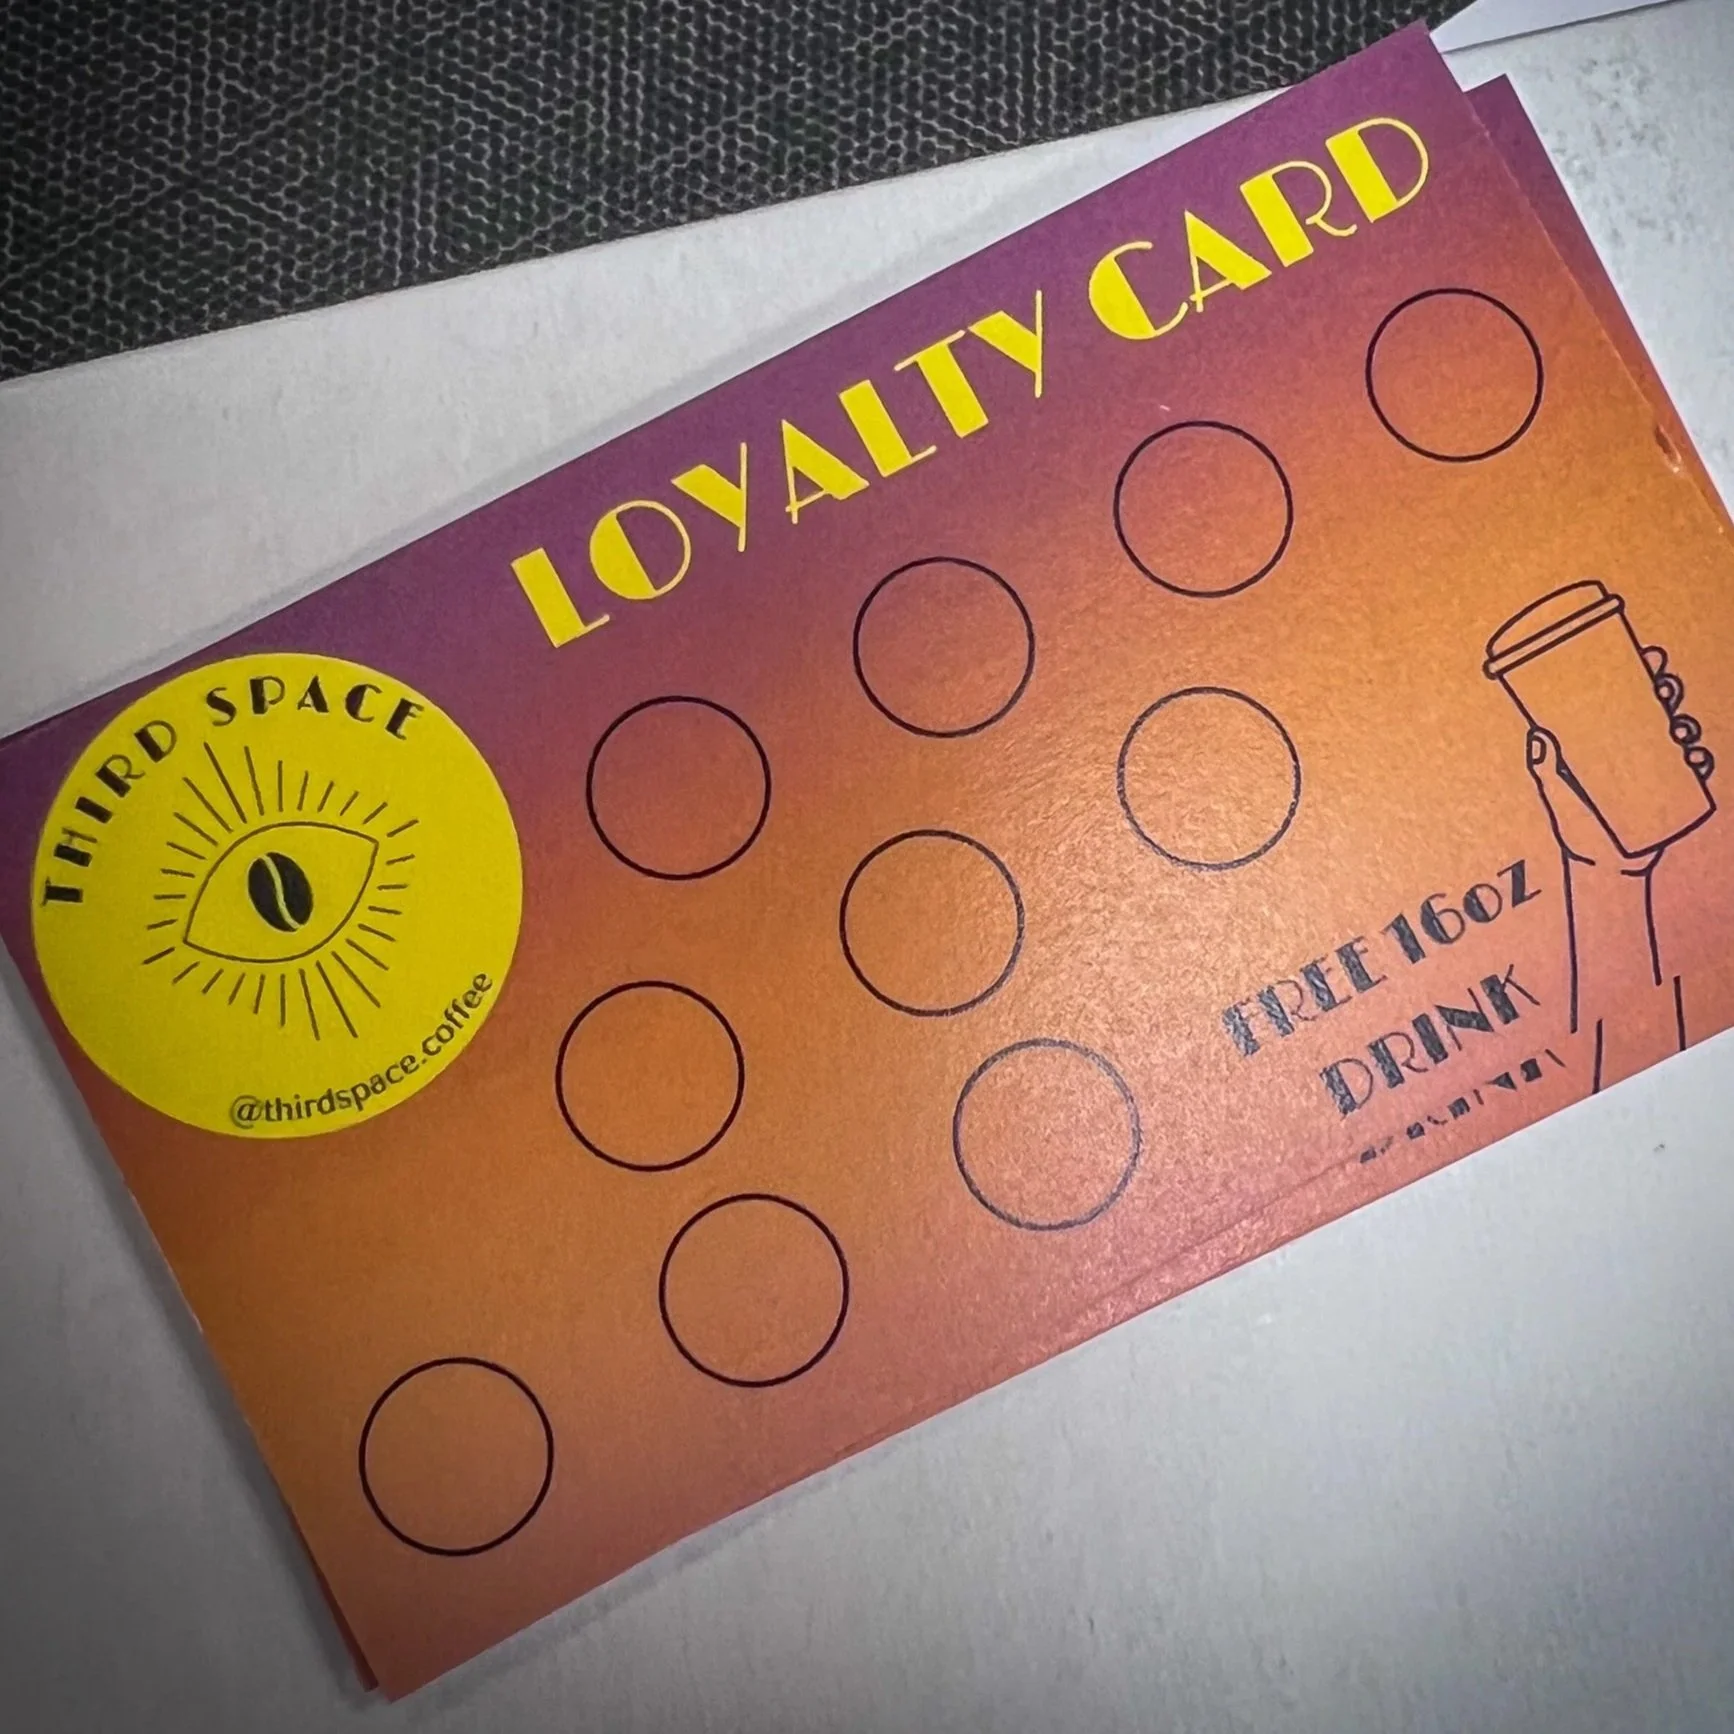 LOYALTY CARD
THIRD SPACE
@thirdspace.coffee
FREE 16oz
DRINK